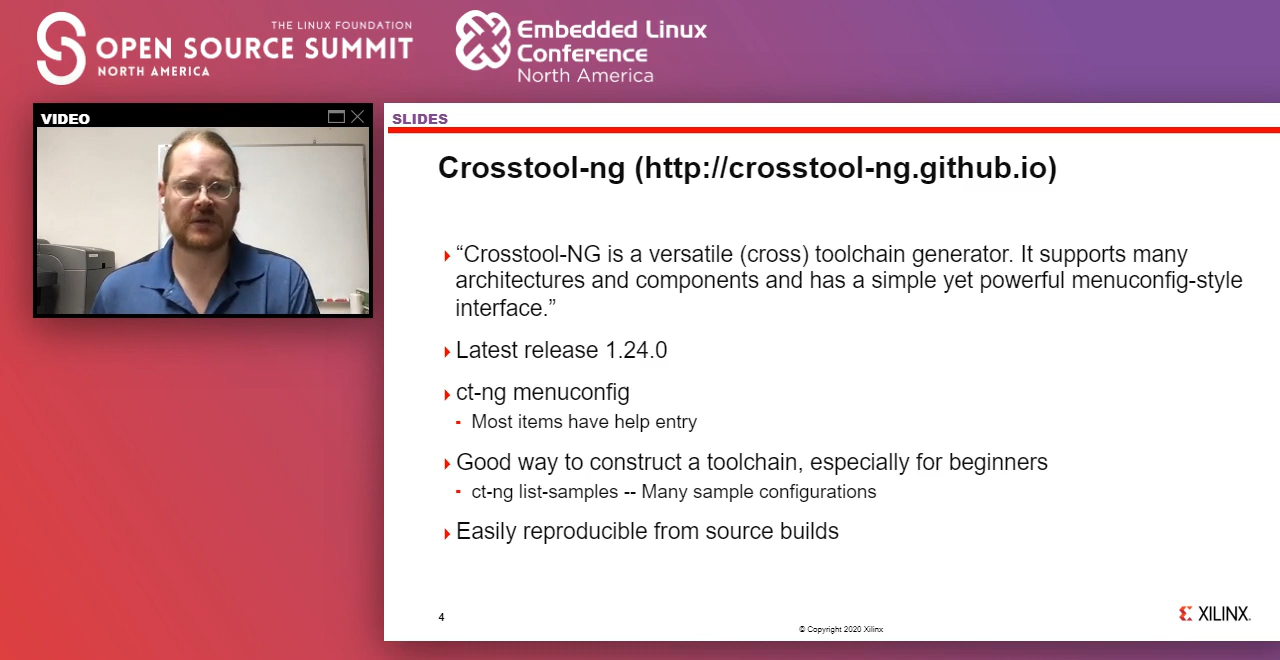 THE LINUX FOUNDATION
OPEN SOURCE SUMMIT
NORTH AMERICA
Embedded Linux
Conference
North America
VIDEO
SLIDES
Crosstool-ng (http://crosstool-ng.github.io)
“Crosstool-NG is a versatile (cross) toolchain generator. It supports many
architectures and components and has a simple yet powerful menuconfig-style
interface.”
Latest release 1.24.0
ct-ng menuconfig
- Most items have help entry
Good way to construct a toolchain, especially for beginners
- ct-ng list-samples -- Many sample configurations
Easily reproducible from source builds
4
© Copyright 2020 Xilinx
XILINX.